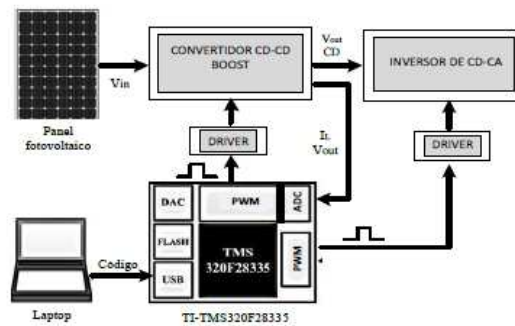 CONVERTIDOR CD-CD
BOOST
Vout
CD
INVERSOR DE CD-CA
Vin
Panel
fotovoltaico
DRIVER
IL
Vout
DRIVER
DAC
PWM
ADC
FLASH
TMS
320F28335
PWM
USB
Código
Laptop
TI-TMS320F28335